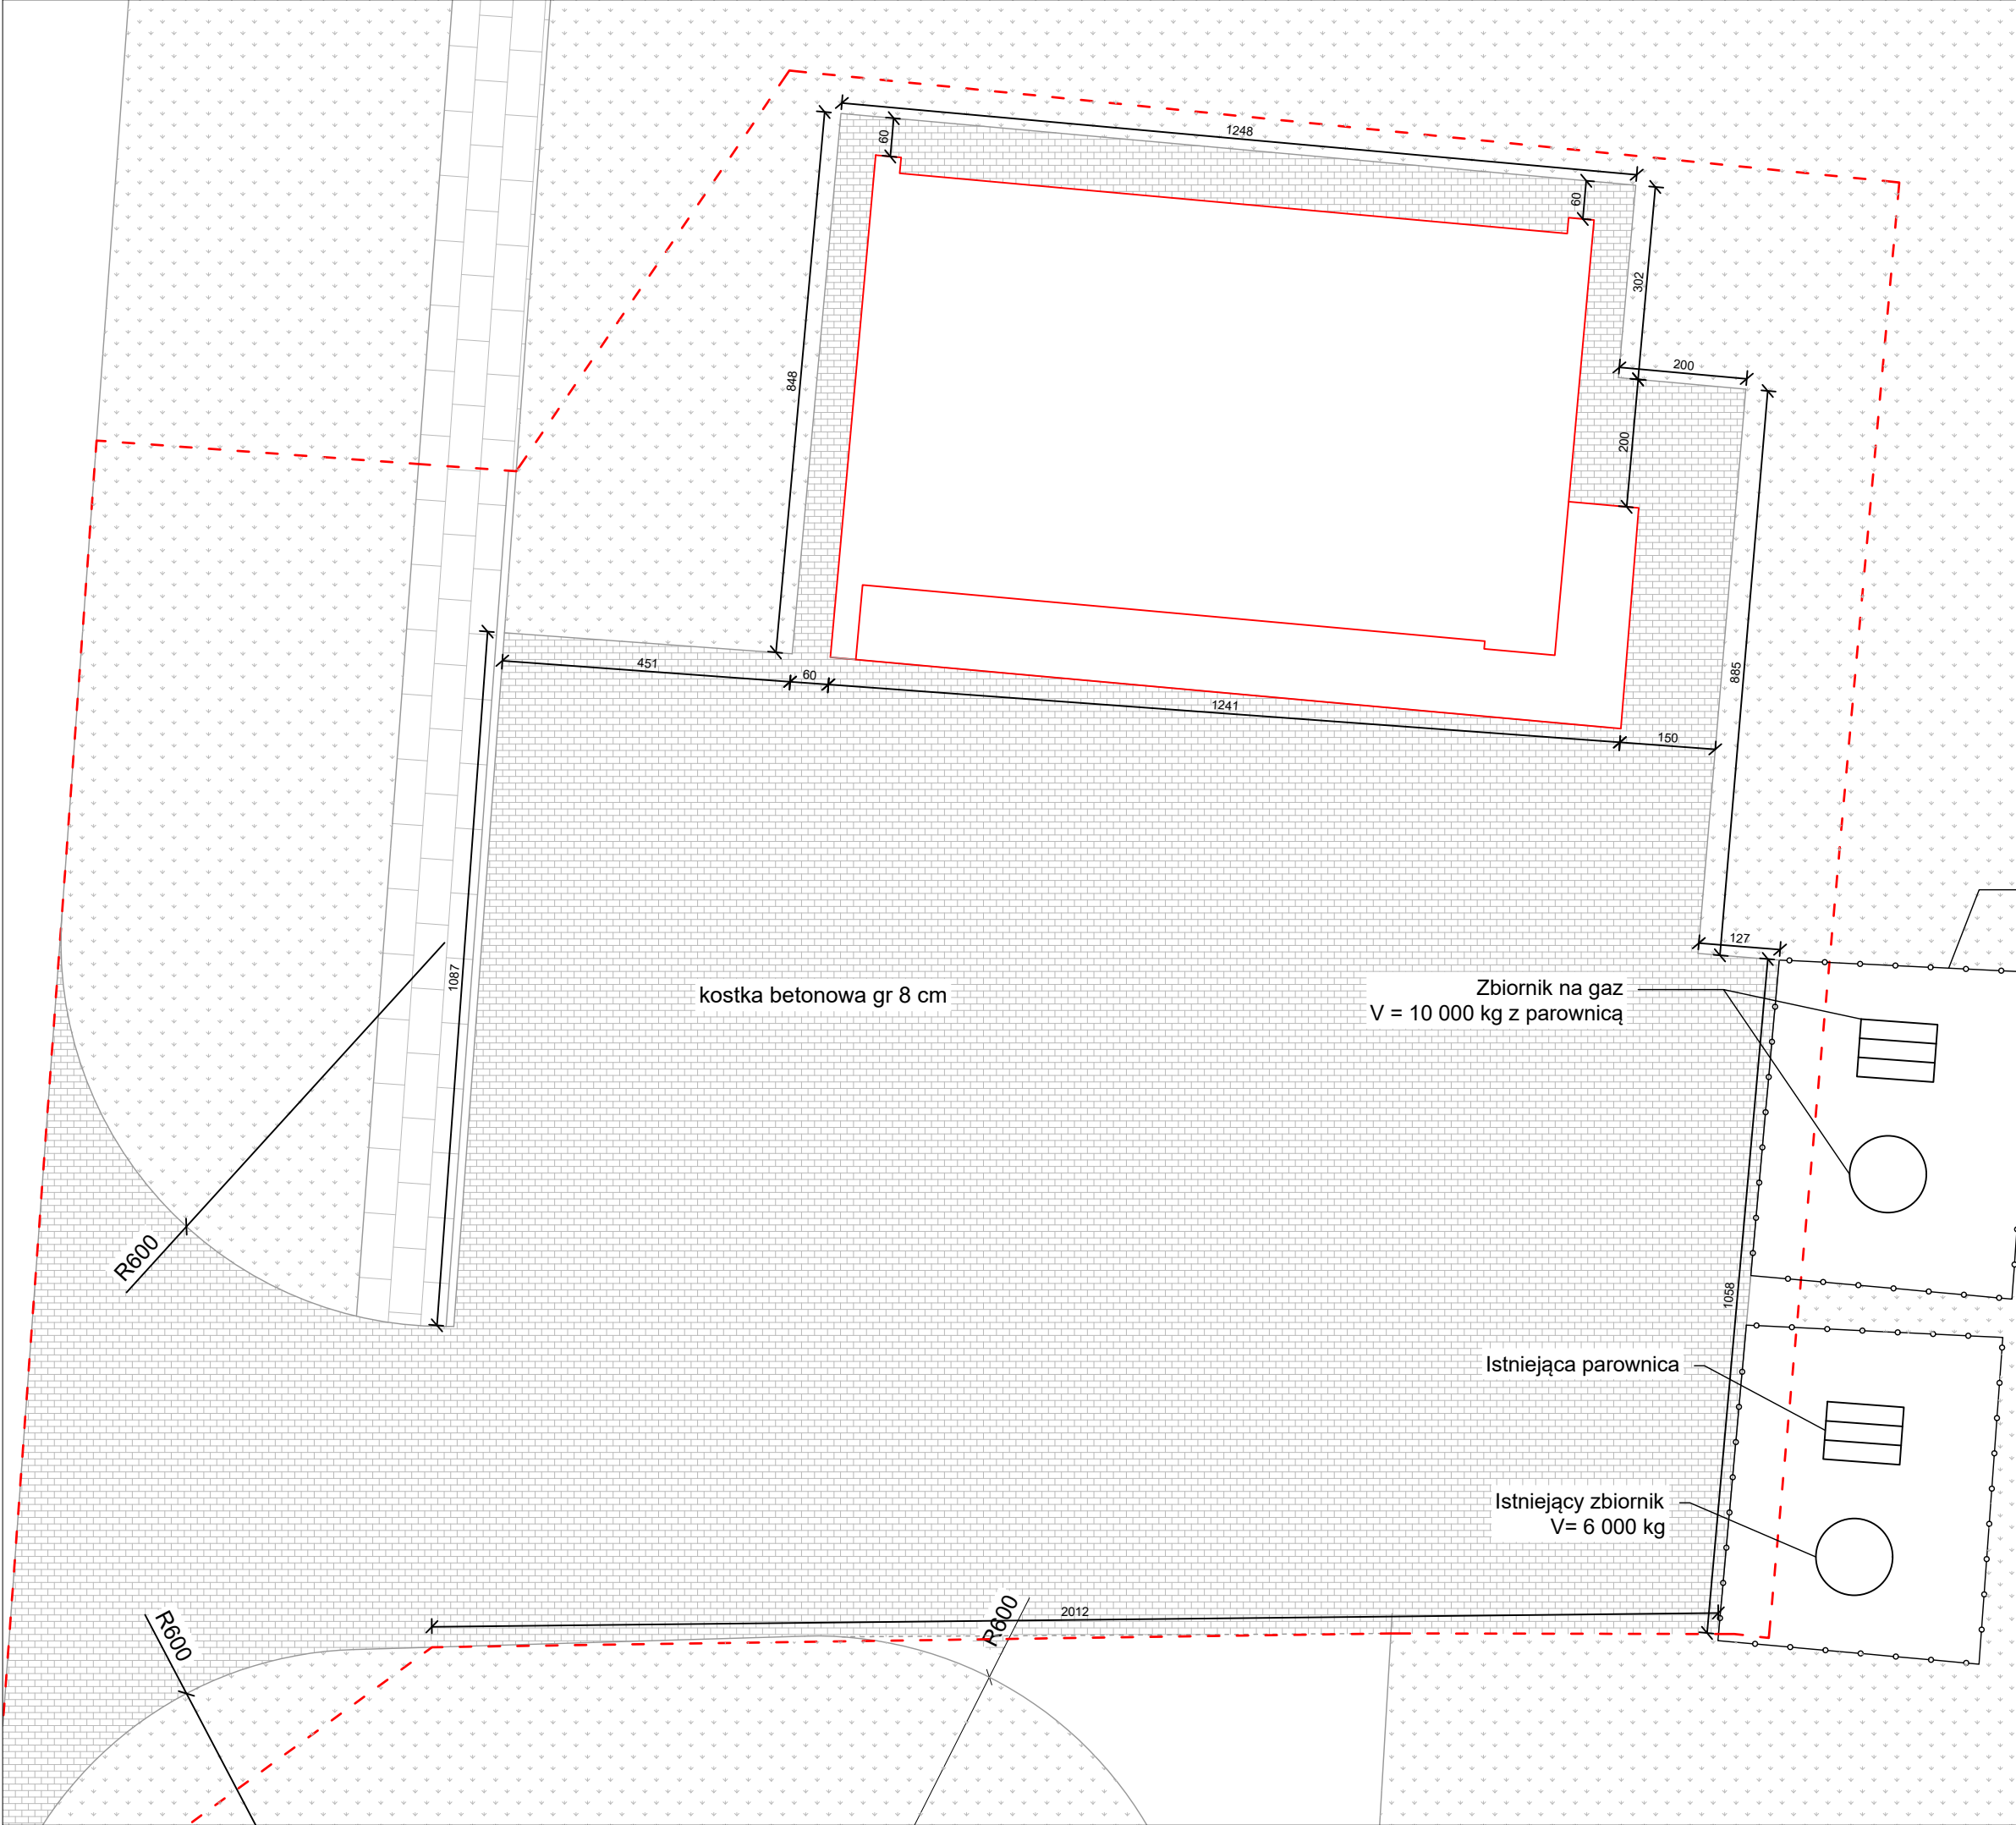 1248
60
60
302
848
200
200
451
60
1241
150
885
127
1087
kostka betonowa gr 8 cm
Zbiornik na gaz
V = 10 000 kg z parownicą
R600
1058
Istniejąca parownica
Istniejący zbiornik
V= 6 000 kg
R600
R600
2012